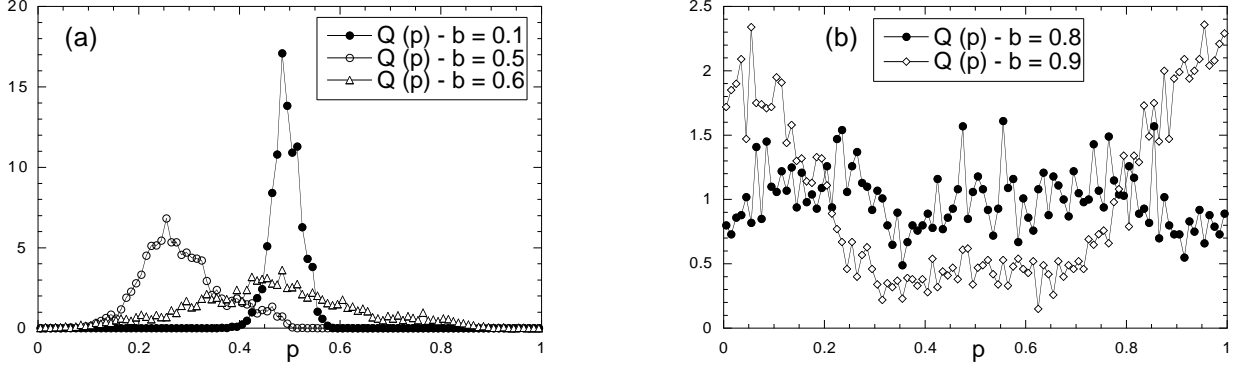 (a)
Q (p) - b = 0.1
Q (p) - b = 0.5
Q (p) - b = 0.6
20
15
10
5
0
0 0.2 0.4 0.6 0.8 1
p
(b)
Q (p) - b = 0.8
Q (p) - b = 0.9
2.5
2
1.5
1
0.5
0
0 0.2 0.4 0.6 0.8 1
p